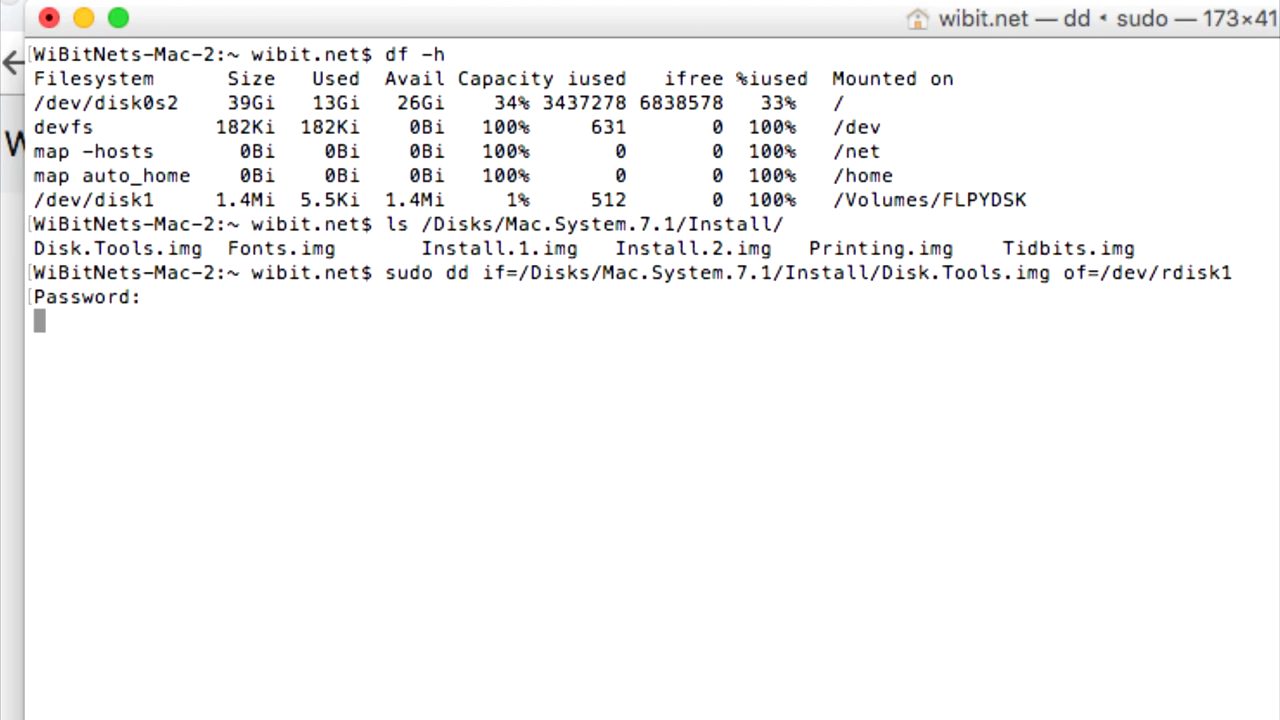 wibit.net — dd ◂ sudo — 173×41
WiBitNets-Mac-2:~ wibit.net$ df -h
Filesystem      Size   Used  Avail Capacity iused   ifree %iused  Mounted on
/dev/disk0s2    39Gi   13Gi   26Gi    34% 3437278 6838578   33%   /
devfs          182Ki  182Ki    0Bi   100%     631       0  100%   /dev
map -hosts       0Bi    0Bi    0Bi   100%       0       0  100%   /net
map auto_home    0Bi    0Bi    0Bi   100%       0       0  100%   /home
/dev/disk1     1.4Mi  5.5Ki  1.4Mi     1%     512       0  100%   /Volumes/FLPYDSK
WiBitNets-Mac-2:~ wibit.net$ ls /Disks/Mac.System.7.1/Install/
Disk.Tools.img  Fonts.img       Install.1.img   Install.2.img   Printing.img    Tidbits.img
WiBitNets-Mac-2:~ wibit.net$ sudo dd if=/Disks/Mac.System.7.1/Install/Disk.Tools.img of=/dev/rdisk1
Password: